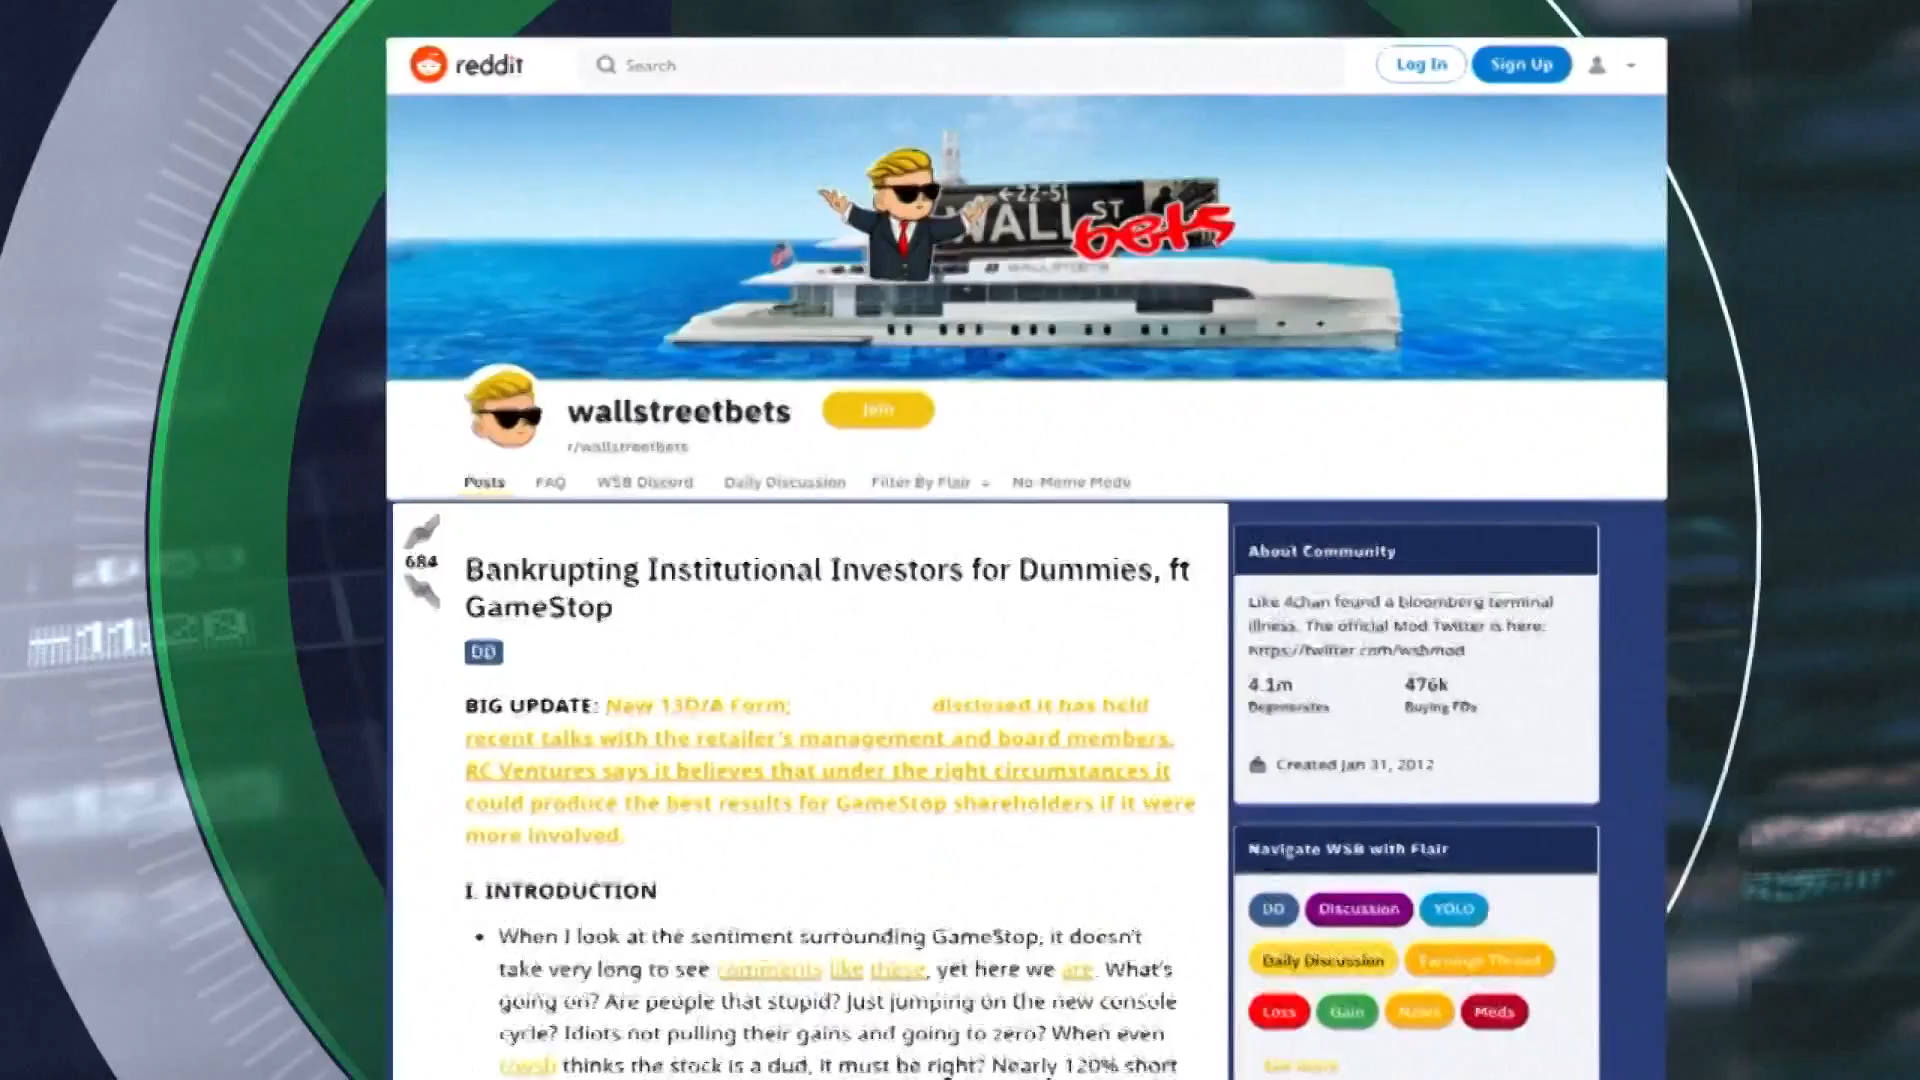 reddit
Search
Log In
Sign Up
←22-51
WALL ST
bets
WALLSTBETS
wallstreetbets
Join
r/wallstreetbets
Posts FAQ WSB Discord Daily Discussion Filter By Flair No Meme Mode
684
Bankrupting Institutional Investors for Dummies, ft
GameStop
DD
BIG UPDATE: New 13D/A Form; disclosed it has held
recent talks with the retailer's management and board members.
RC Ventures says it believes that under the right circumstances it
could produce the best results for GameStop shareholders if it were
more involved.
I. INTRODUCTION
• When I look at the sentiment surrounding GameStop, it doesn't
take very long to see comments like these, yet here we are. What's
going on? Are people that stupid? Just jumping on the new console
cycle? Idiots not pulling their gains and going to zero? When even
thinks the stock is a dud, it must be right? Nearly 120% short
About Community
Like 4chan found a bloomberg terminal
illness. The official Mod Twitter is here:
https://twitter.com/wsbmod
4.1m 476k
Degenerates Buying FDs
Created Jan 31, 2012
Navigate WSB with Flair
DD Discussion YOLO
Daily Discussion Earnings Thread
Loss Gain News Mods
See more